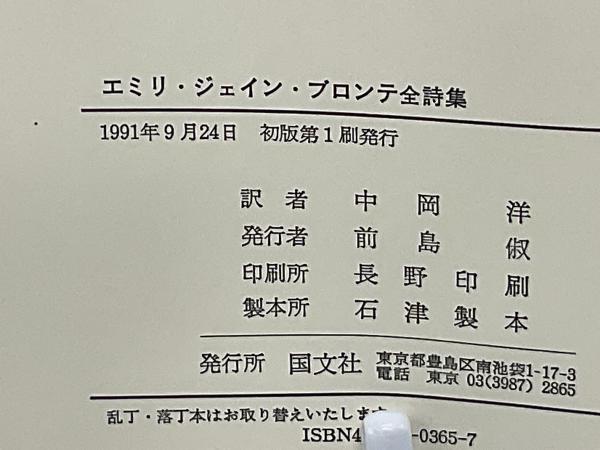 エミリ・ジェイン・ブロンテ全詩集
1991年9月24日 初版第1刷発行
訳者 中岡 洋
発行者 前島 俶
印刷所 長野印刷
製本所 石津製本
発行所 国文社 東京都豊島区南池袋1-17-3
電話 東京 03(3987) 2865
乱丁・落丁本はお取り替えいたします
ISBN4 -0365-7